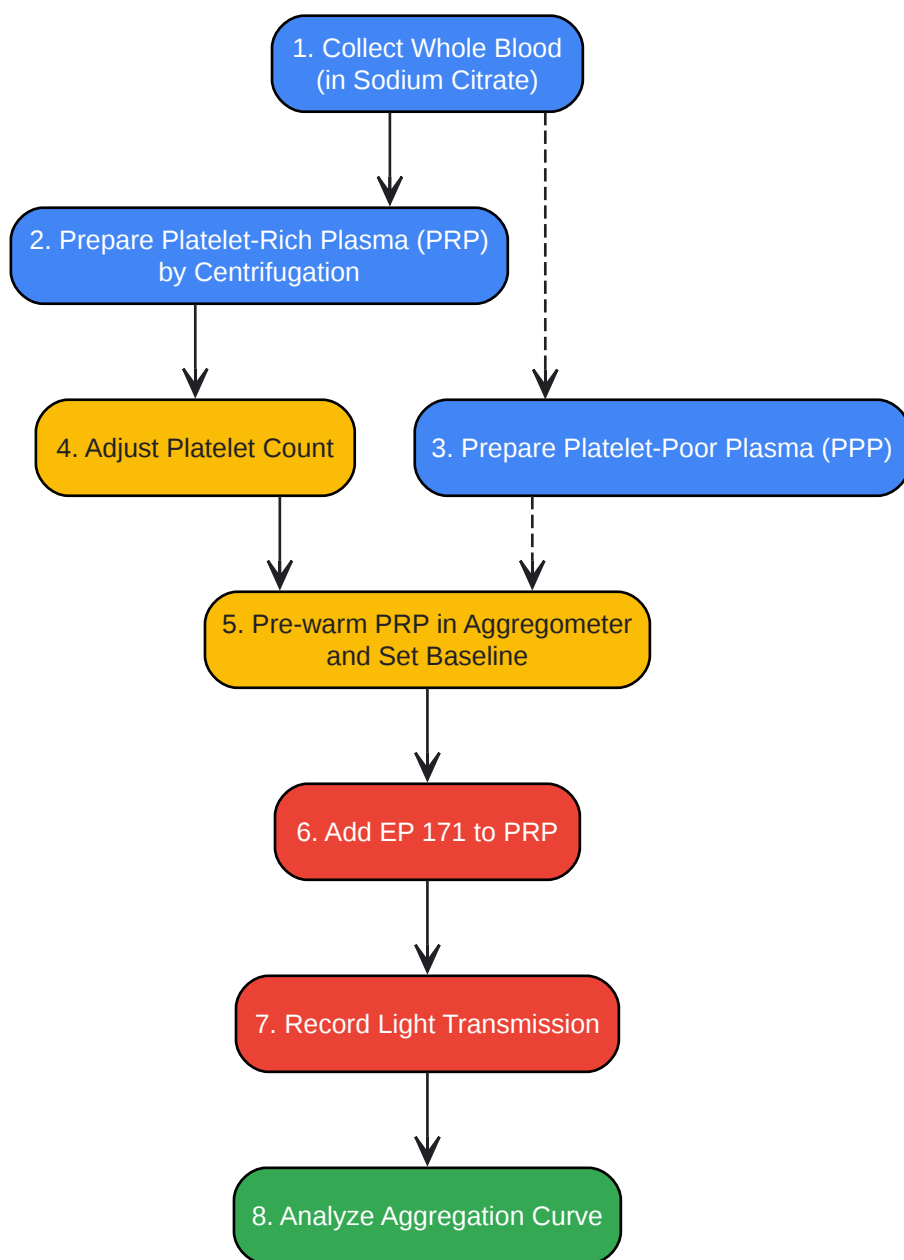 1. Collect Whole Blood
(in Sodium Citrate)
2. Prepare Platelet-Rich Plasma (PRP)
by Centrifugation
4. Adjust Platelet Count
3. Prepare Platelet-Poor Plasma (PPP)
5. Pre-warm PRP in Aggregometer
and Set Baseline
6. Add EP 171 to PRP
7. Record Light Transmission
8. Analyze Aggregation Curve